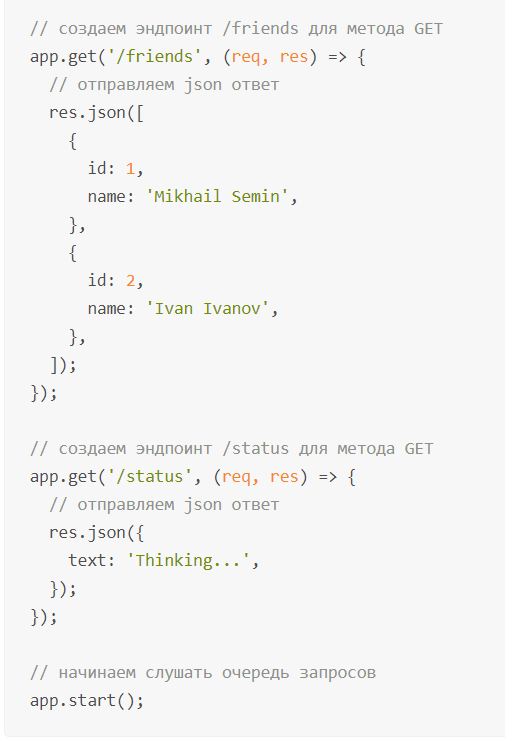 // создаем эндпоинт /friends для метода GET
app.get('/friends', (req, res) => {
  // отправляем json ответ
  res.json([
    {
      id: 1,
      name: 'Mikhail Semin',
    },
    {
      id: 2,
      name: 'Ivan Ivanov',
    },
  ]);
});

// создаем эндпоинт /status для метода GET
app.get('/status', (req, res) => {
  // отправляем json ответ
  res.json({
    text: 'Thinking...',
  });
});

// начинаем слушать очередь запросов
app.start();